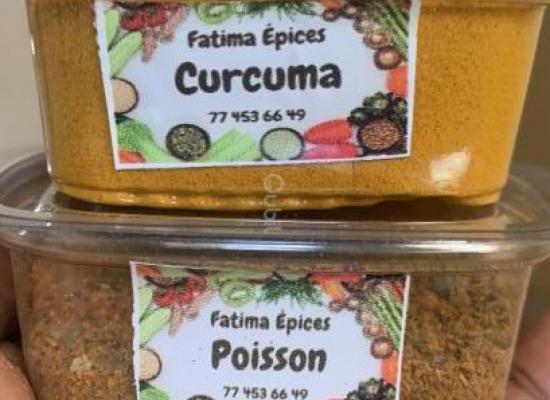 Fatima Épices
Curcuma
77 453 66 49
Fatima Épices
Poisson
77 453 66 49